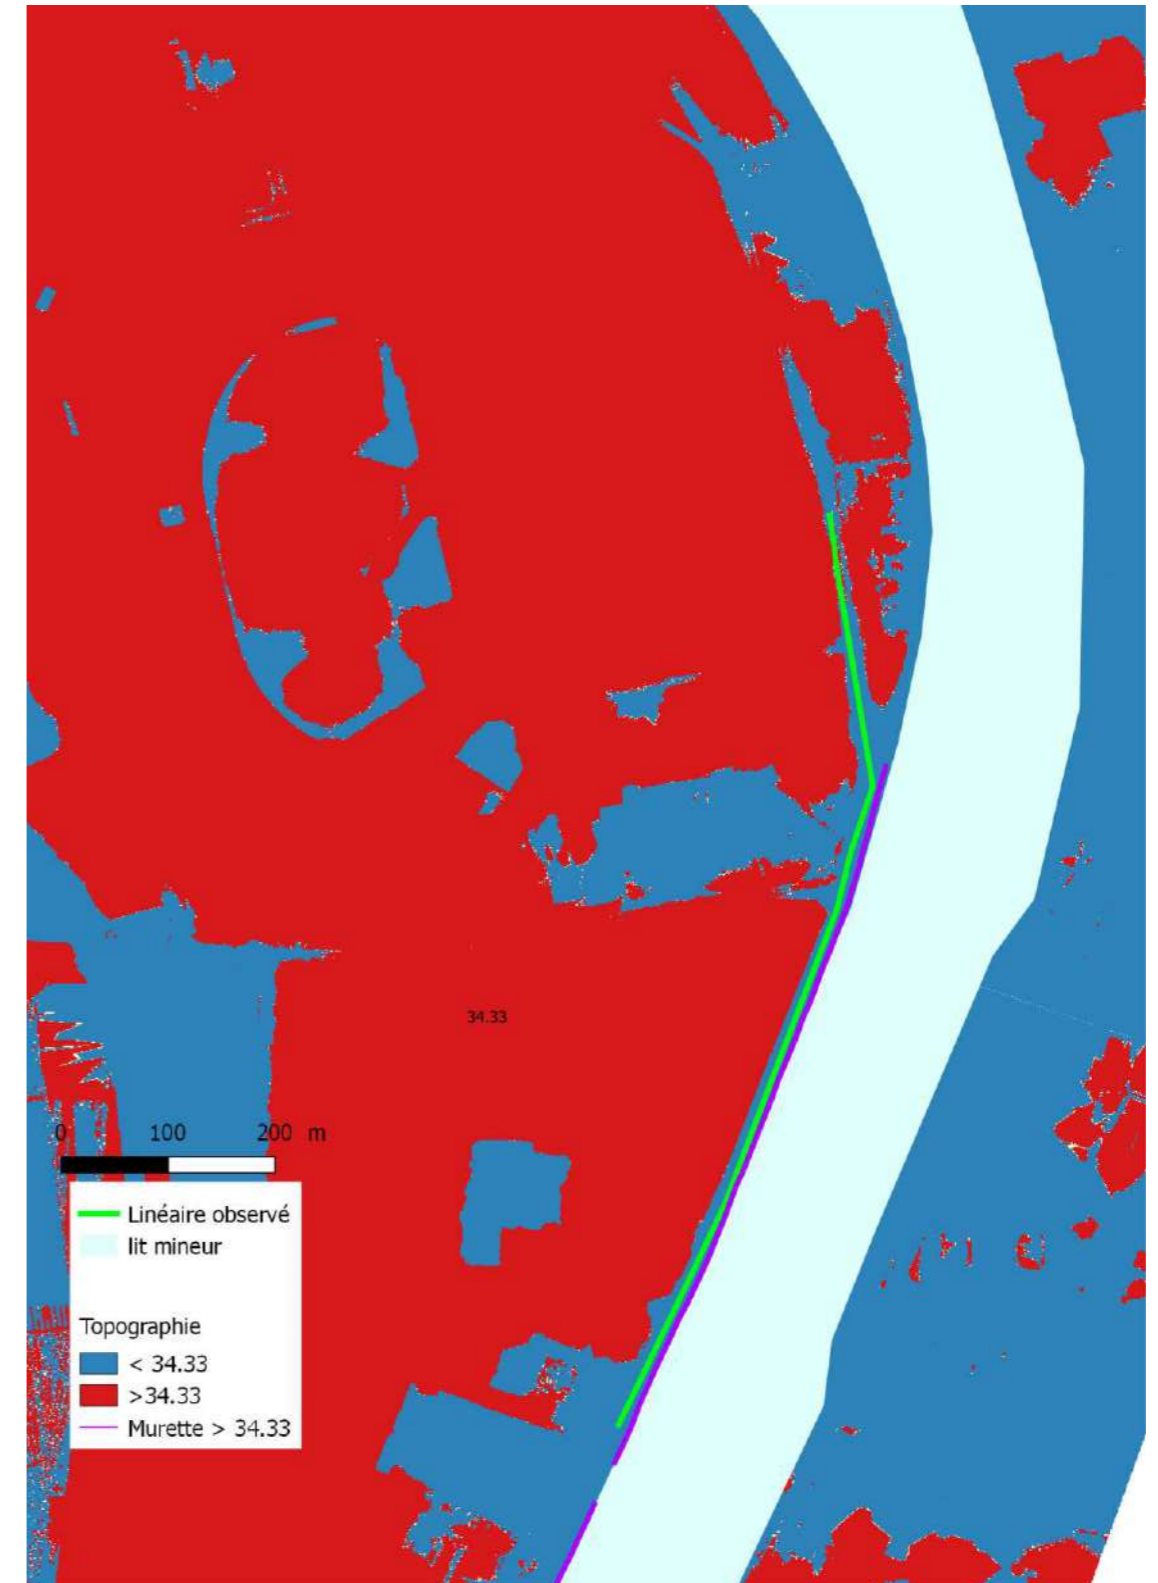 34.33
0 100 200 m
Linéaire observé
lit mineur
Topographie
< 34.33
>34.33
Murette > 34.33